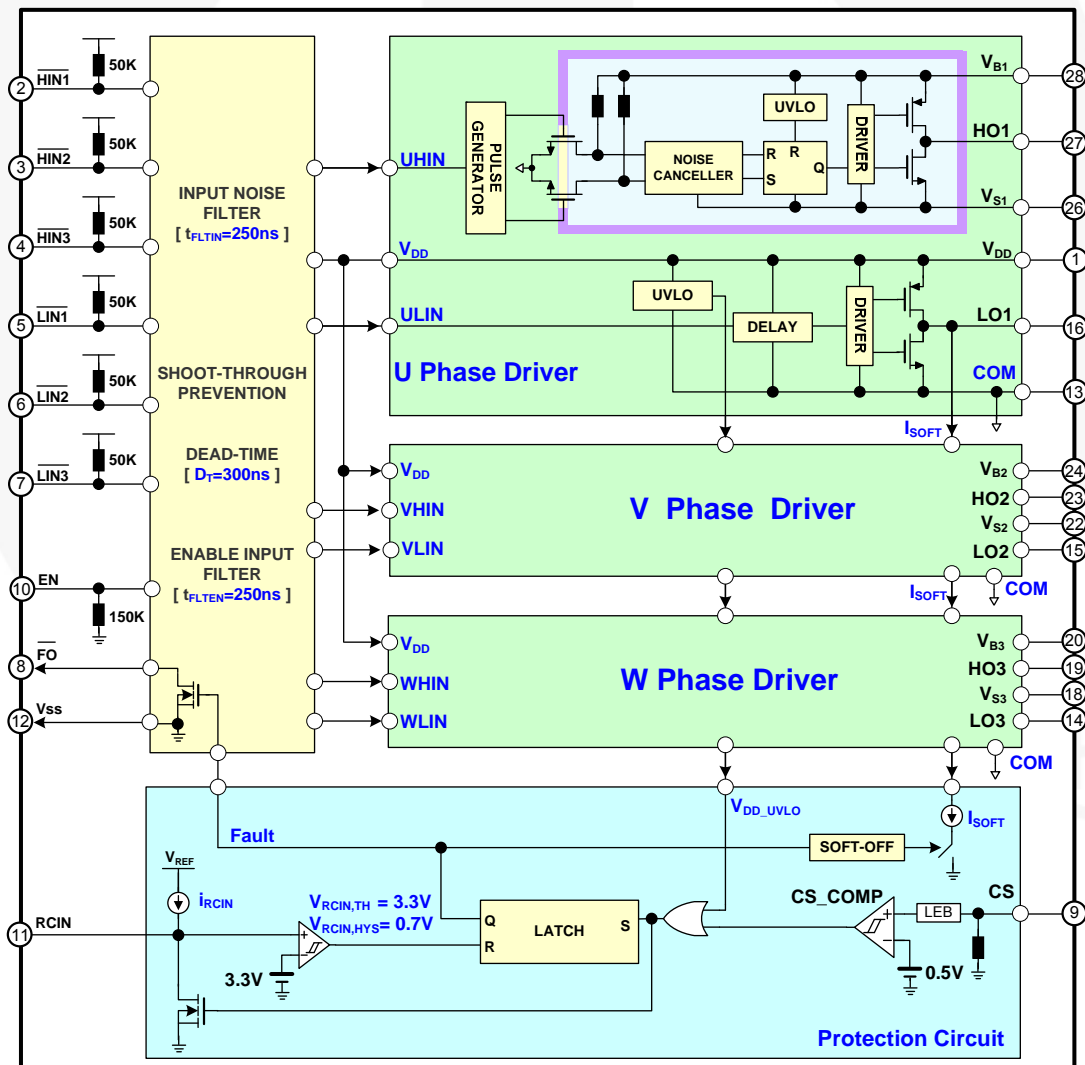 2
HIN1
50K
3
HIN2
50K
4
HIN3
50K
5
LIN1
50K
6
LIN2
50K
7
LIN3
50K
10
EN
150K
8
FO
12
Vss
11
RCIN
INPUT NOISE
FILTER
[ tFLTIN=250ns ]
SHOOT-THROUGH
PREVENTION
DEAD-TIME
[ DT=300ns ]
ENABLE INPUT
FILTER
[ tFLTEN=250ns ]
UHIN
VDD
ULIN
PULSE
GENERATOR
NOISE
CANCELLER
UVLO
R
R
S
Q
DRIVER
VB1
28
HO1
27
VS1
26
VDD
1
UVLO
DELAY
DRIVER
LO1
16
U Phase Driver
COM
13
ISOFT
VDD
VHIN
VLIN
V Phase Driver
VB2
24
HO2
23
VS2
22
LO2
15
ISOFT
COM
VDD
WHIN
WLIN
W Phase Driver
VB3
20
HO3
19
VS3
18
LO3
14
COM
VDD_UVLO
ISOFT
Fault
SOFT-OFF
VREF
iRCIN
VRCIN,TH = 3.3V
VRCIN,HYS= 0.7V
3.3V
Q
R
LATCH
S
CS_COMP
LEB
CS
9
0.5V
Protection Circuit